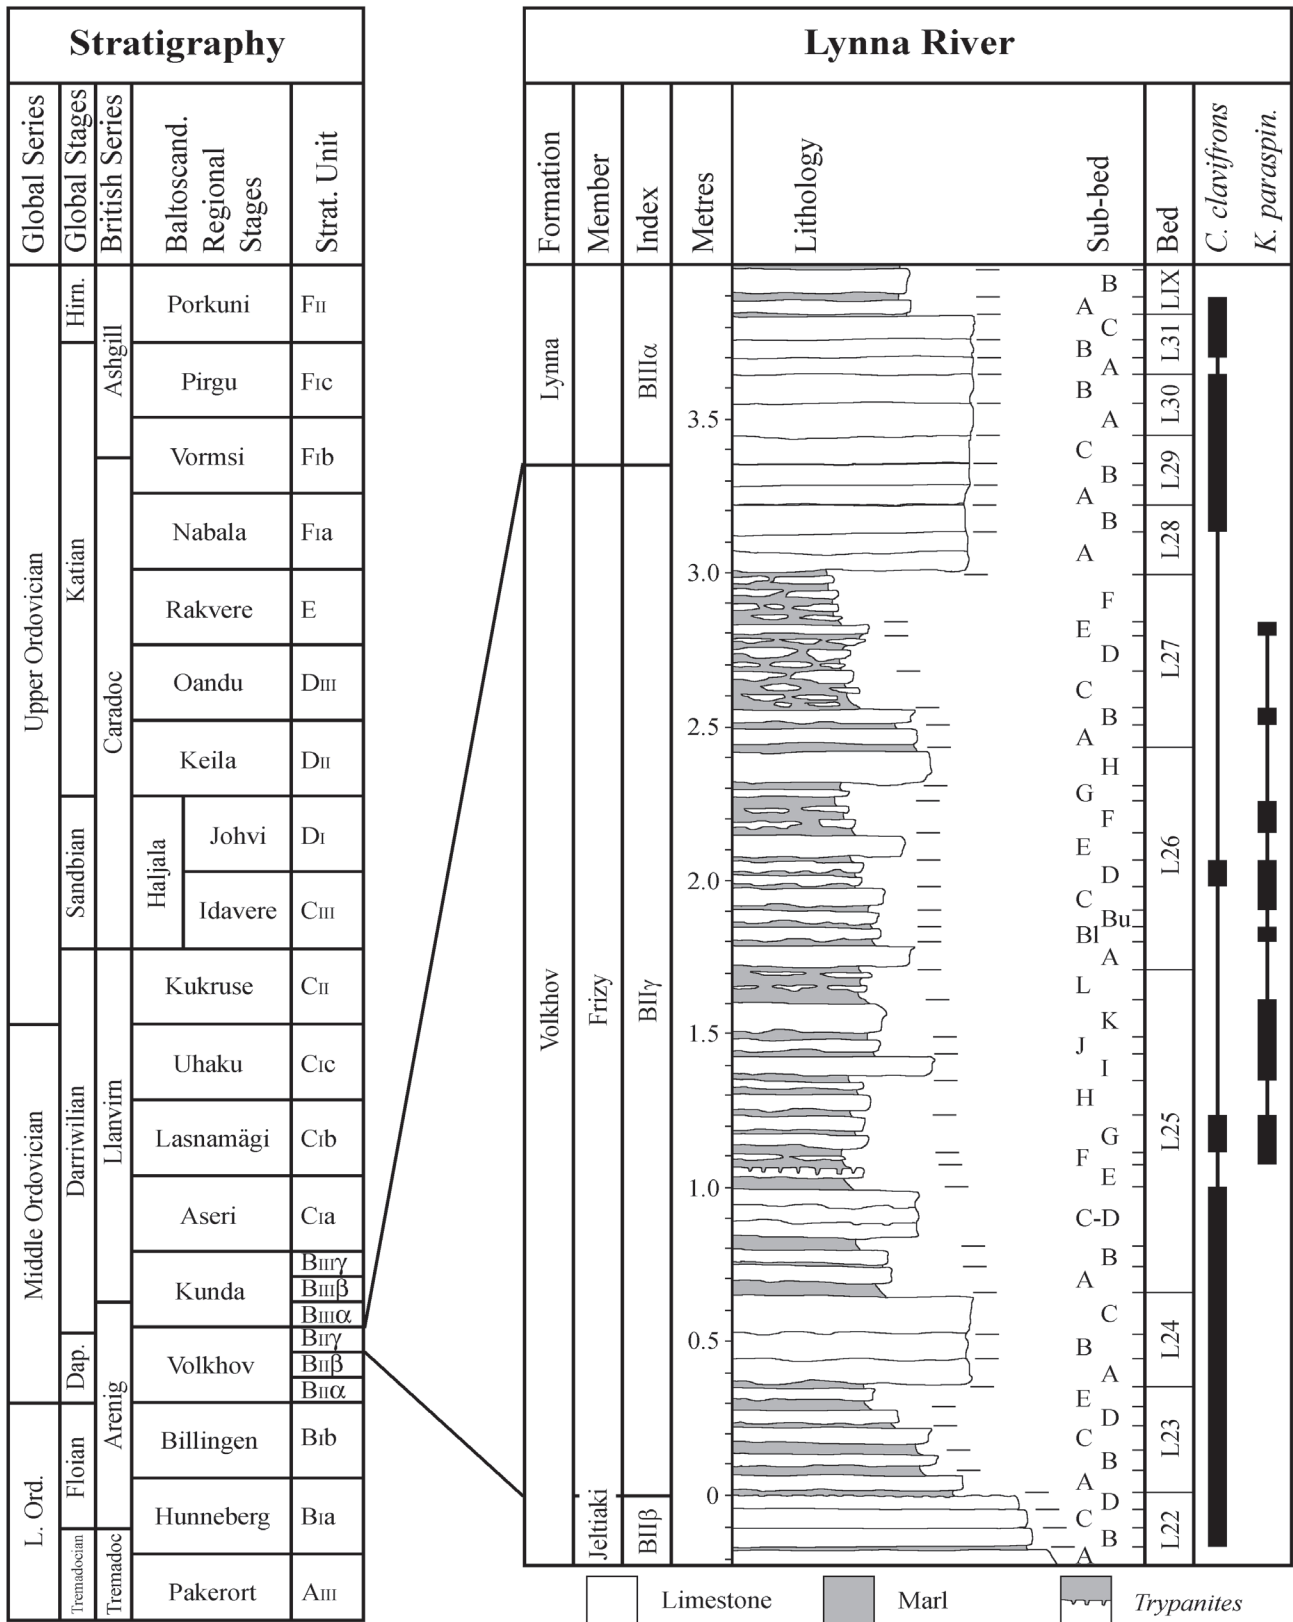 Stratigraphy
Global Series
Global Stages
British Series
Baltoscand.
Regional
Stages
Strat. Unit
Upper Ordovician
Middle Ordovician
L. Ord.
Hirn.
Katian
Sandbian
Darriwilian
Dap.
Floian
Tremadocian
Ashgill
Caradoc
Llanvirn
Arenig
Tremadoc
Porkuni FII
Pirgu FIc
Vormsi FIb
Nabala FIa
Rakvere E
Oandu DIII
Keila DII
Haljala
Johvi DI
Idavere CIII
Kukruse CII
Uhaku CIc
Lasnamägi CIb
Aseri CIa
Kunda
BIIIγ
BIIIβ
BIIIα
Volkhov
BIIγ
BIIβ
BIIα
Billingen BIb
Hunneberg BIa
Pakerort AIII
Lynna River
Formation
Member
Index
Metres
Lithology
Sub-bed
Bed
C. clavifrons
K. paraspin.
Lynna
Volkhov
Frizy
Jeltiaki
BIIIα
BIIγ
BIIβ
3.5
3.0
2.5
2.0
1.5
1.0
0.5
0
B
A
C
B
A
B
A
C
B
A
B
A
F
E
D
C
B
A
H
G
F
E
D
C
Bu
Bl
A
L
K
J
I
H
G
F
E
C-D
B
A
C
B
A
E
D
C
B
A
D
C
B
A
LIX
L31
L30
L29
L28
L27
L26
L25
L24
L23
L22
Limestone
Marl
Trypanites